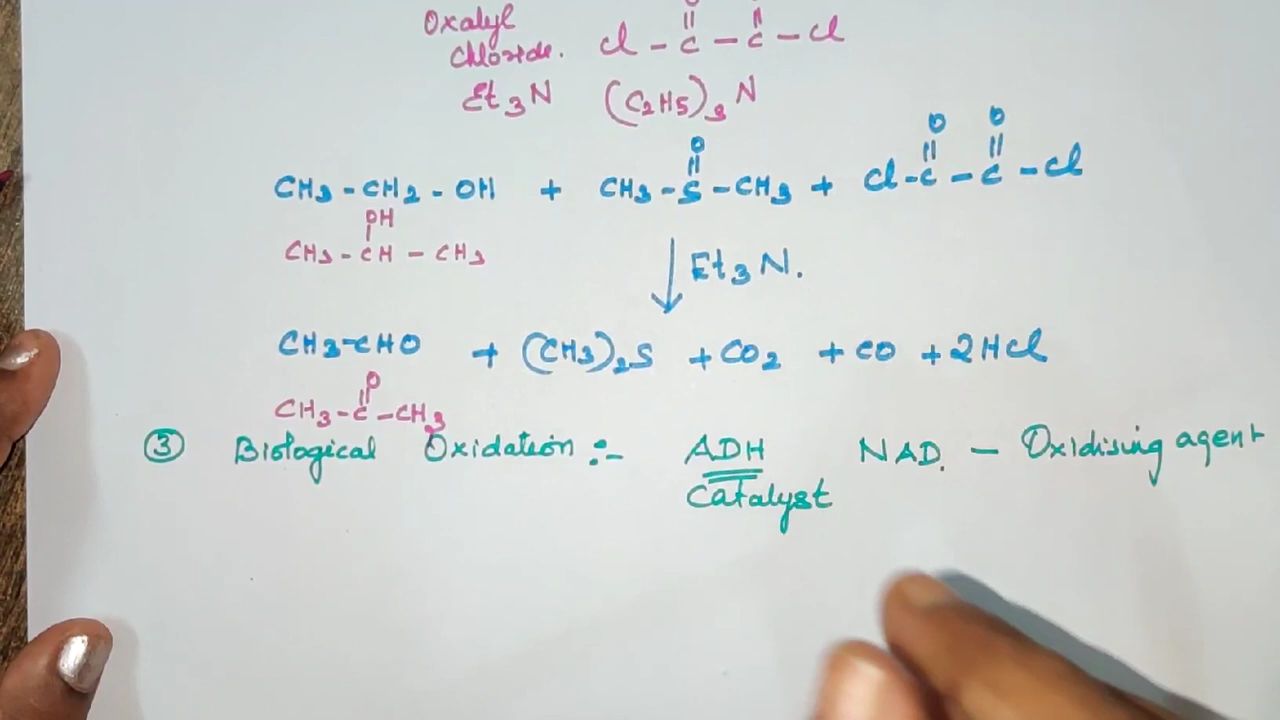 Oxalyl
Chloride. Cl - C - C - Cl
Et3N (C2H5)3N
O O
CH3 - CH2 - OH + CH3 - S - CH3 + Cl - C - C - Cl
O
OH
CH3 - CH - CH3
Et3N.
CH3-CHO + (CH3)2S + CO2 + CO + 2HCl
O
CH3 - C - CH3
③ Biological Oxidation :- ADH NAD. - Oxidising agent
Catalyst